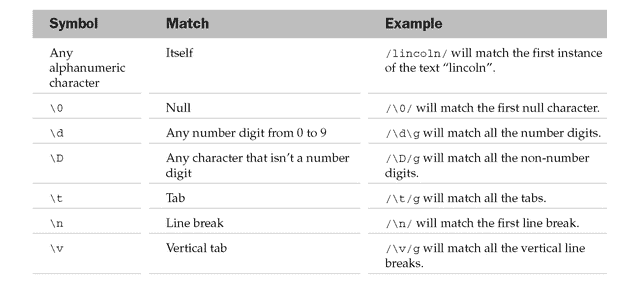 Symbol Match Example
Any Itself /lincoln/ will match the first instance
alphanumeric of the text “lincoln”.
character
\0 Null /\0/ will match the first null character.
\d Any number digit from 0 to 9 /\d\g will match all the number digits.
\D Any character that isn’t a number /\D/g will match all the non-number
digit digits.
\t Tab /\t/g will match all the tabs.
\n Line break /\n/ will match the first line break.
\v Vertical tab /\v/g will match all the vertical line
breaks.